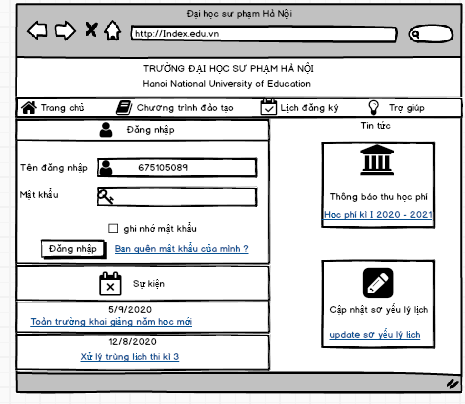 Đại học sư phạm Hà Nội
http://Index.edu.vn
TRƯỜNG ĐẠI HỌC SƯ PHẠM HÀ NỘI
Hanoi National University of Education
Trang chủ
Chương trình đảo tạo
Lịch đăng ký
Trợ giúp
Đăng nhập
Tên đăng nhập
675105089
Mật khẩu
ghi nhớ mật khẩu
Đăng nhập
Bạn quên mật khẩu của mình ?
Sự kiện
5/9/2020
Toàn trường khai giảng năm học mới
12/8/2020
Xử lý trùng lịch thi kì 3
Tin tức
Thông báo thu học phí
Học phí kì I 2020 - 2021
Cập nhật sơ yếu lý lịch
update sơ yếu lý lịch